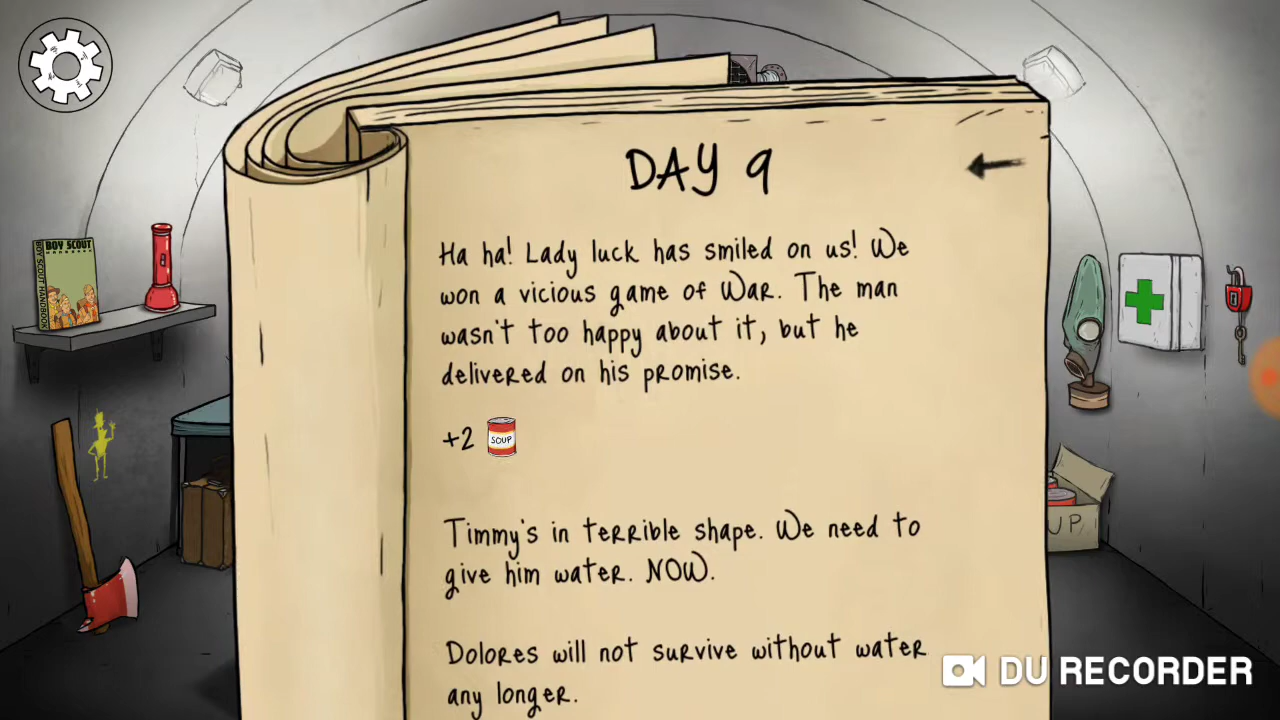 DAY 9
Ha ha! Lady luck has smiled on us! We
won a vicious game of War. The man
wasn't too happy about it, but he
delivered on his promise.
+2 SOUP
Timmy's in terrible shape. We need to
give him water. NOW.
Dolores will not survive without water
any longer.
BOY SCOUT
BOY SCOUT HANDBOOK
UP
DU RECORDER